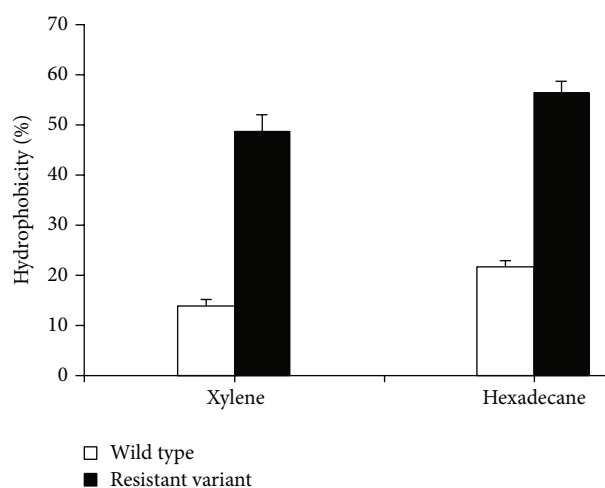 70
60
50
40
30
20
10
0
Hydrophobicity (%)
Xylene
Hexadecane
Wild type
Resistant variant